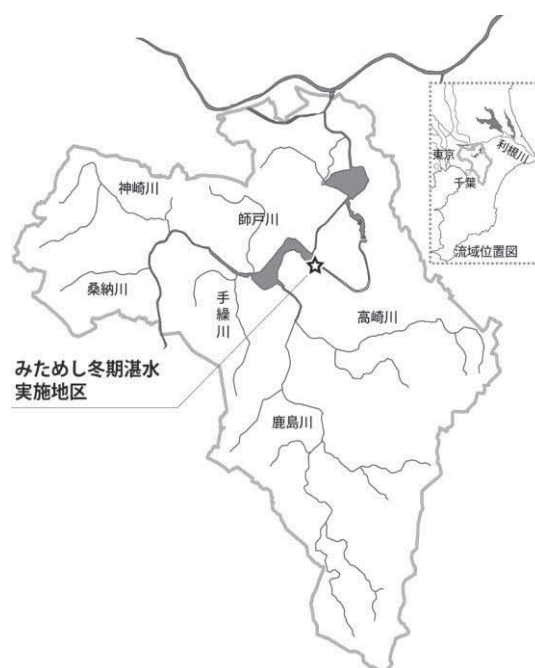 神崎川
師戸川
桑納川
手繰川
高崎川
みためし冬期湛水
実施地区
鹿島川
東京
千葉
利根川
流域位置図